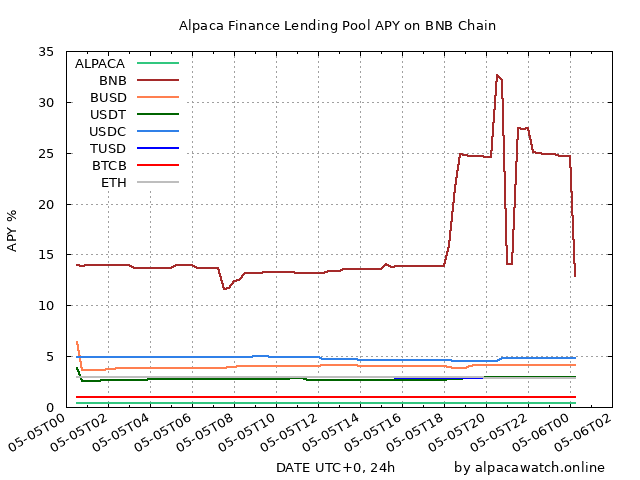 Alpaca Finance Lending Pool APY on BNB Chain
35
30
25
20
15
10
5
0
APY %
ALPACA
BNB
BUSD
USDT
USDC
TUSD
BTCB
ETH
05-05T00
05-05T02
05-05T04
05-05T06
05-05T08
05-05T10
05-05T12
05-05T14
05-05T16
05-05T18
05-05T20
05-05T22
05-06T00
05-06T02
DATE UTC+0, 24h
by alpacawatch.online